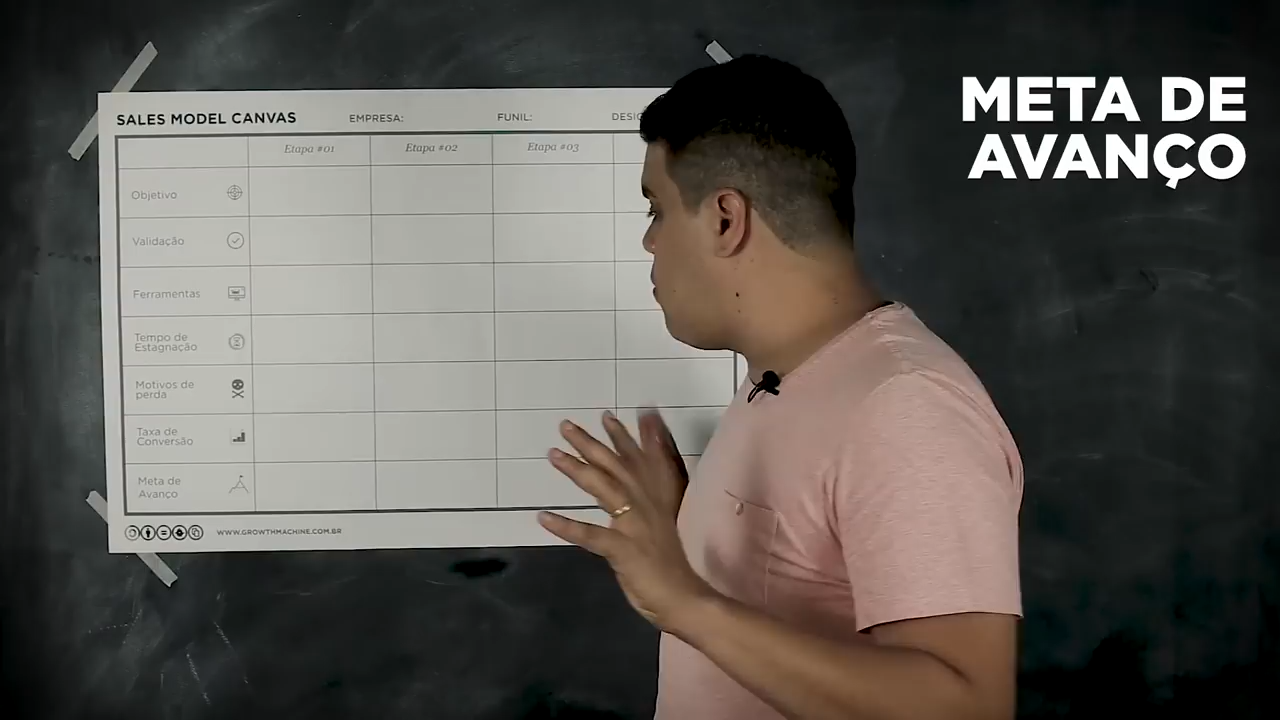 META DE
AVANÇO
SALES MODEL CANVAS
EMPRESA:
FUNIL:
Etapa #01
Etapa #02
Etapa #03
Objetivo
Validação
Ferramentas
Tempo de
Estagnação
Motivos de
perda
Taxa de
Conversão
Meta de
Avanço
WWW.GROWTHMACHINE.COM.BR